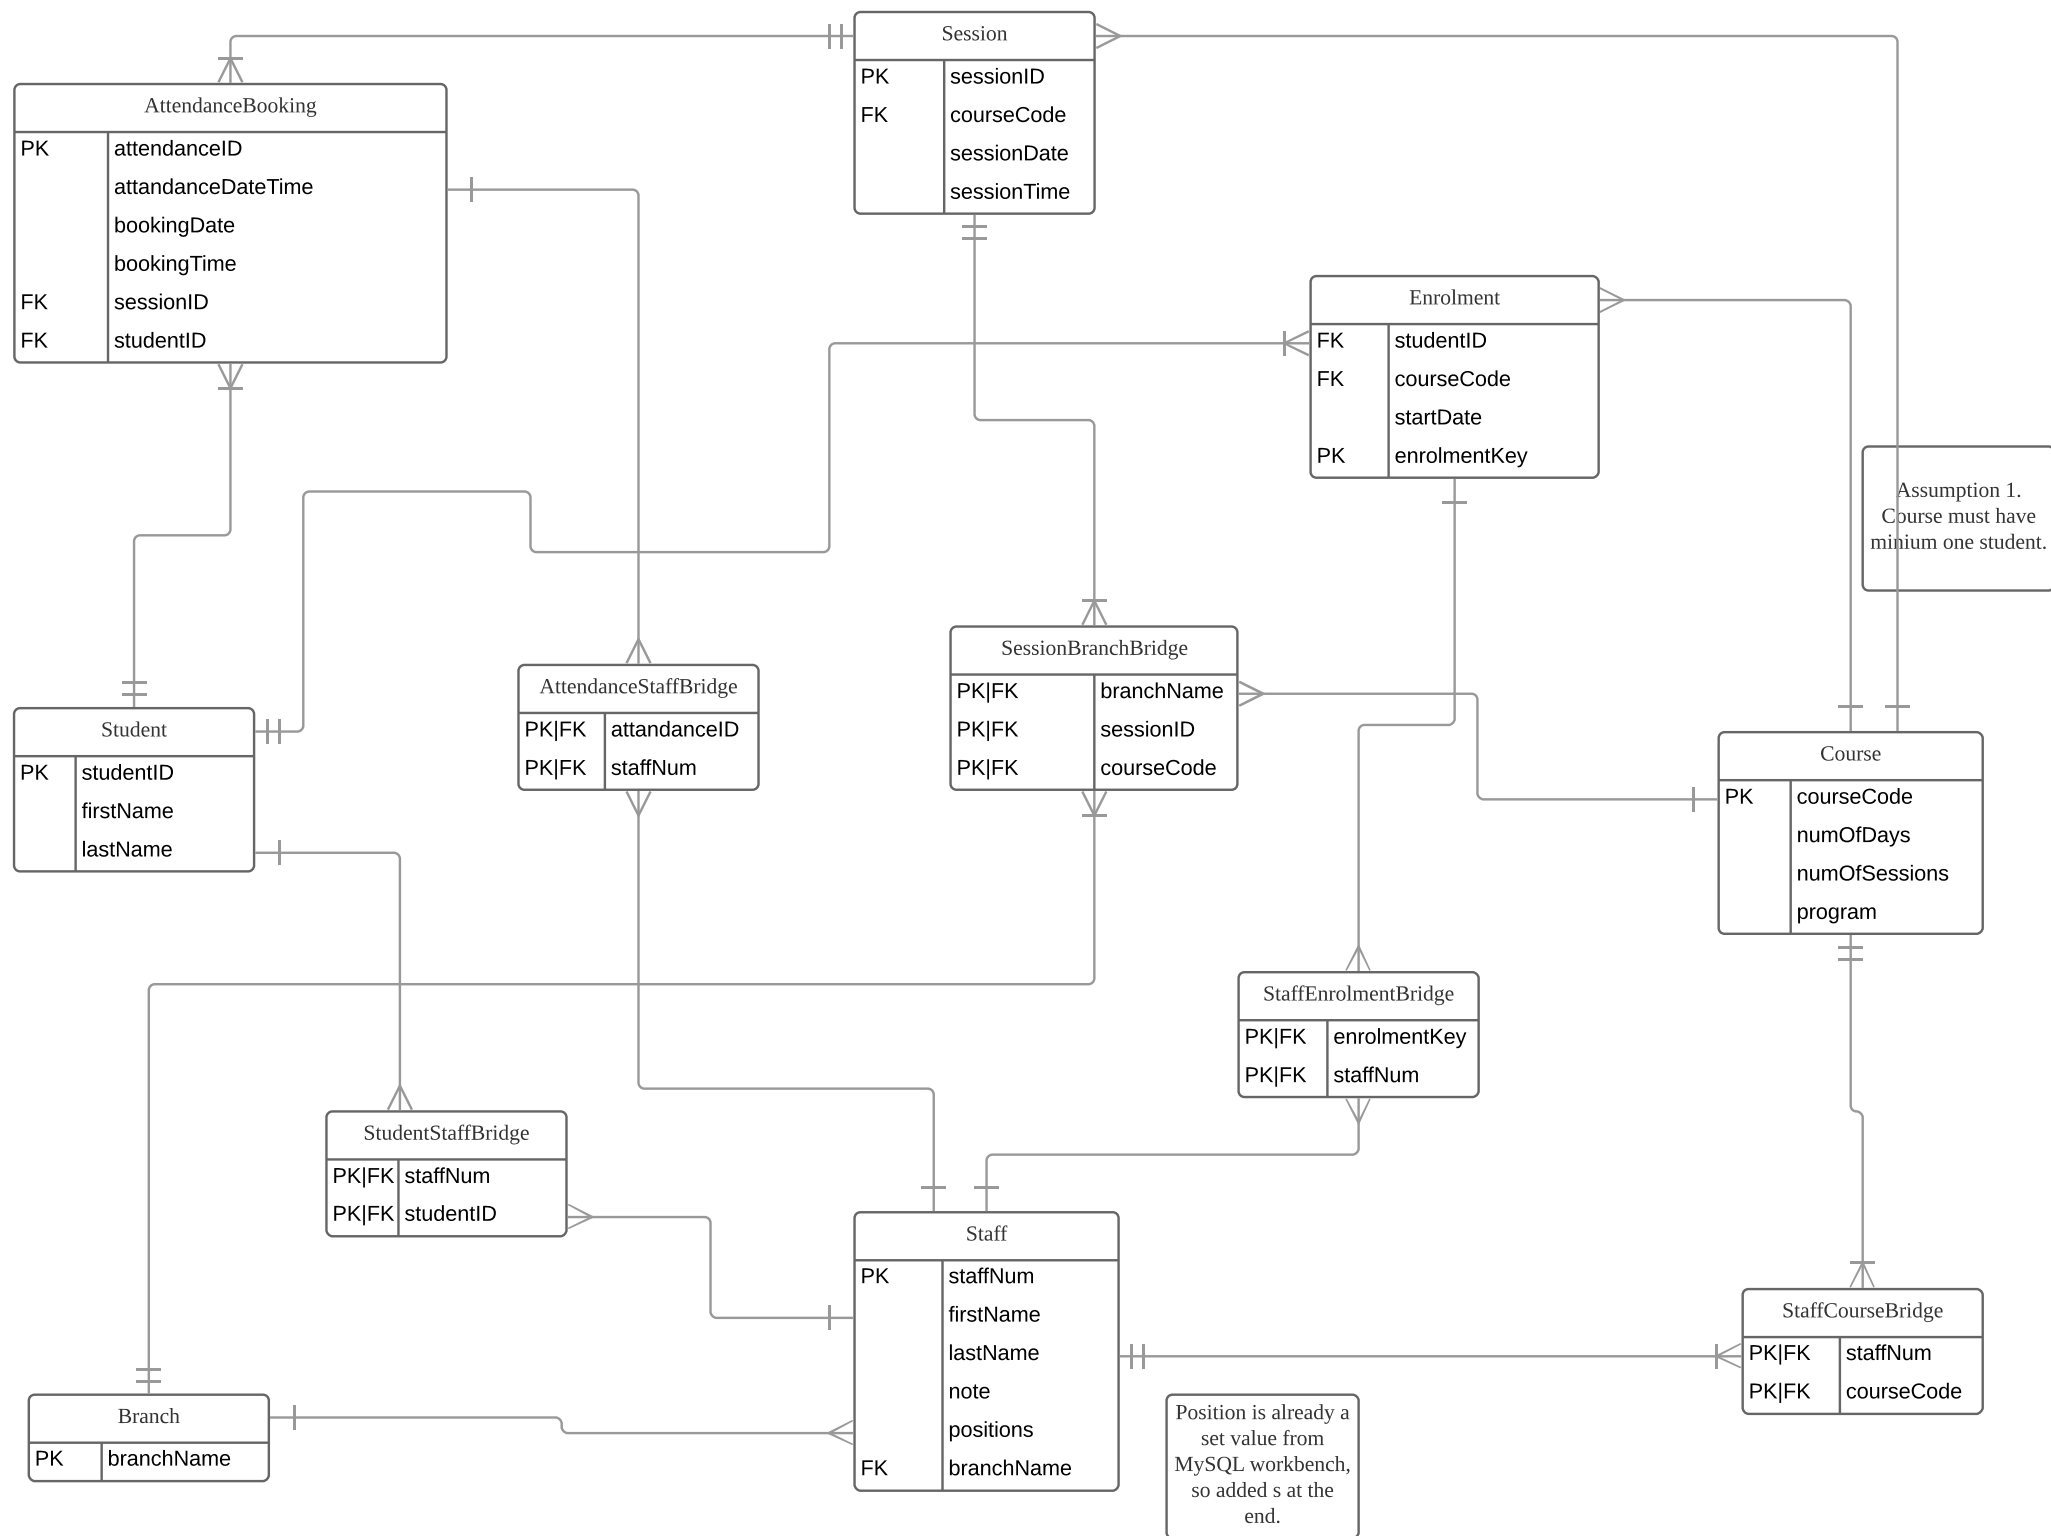 Session
PK sessionID
FK courseCode
sessionDate
sessionTime
AttendanceBooking
PK attendanceID
attandanceDateTime
bookingDate
bookingTime
FK sessionID
FK studentID
Enrolment
FK studentID
FK courseCode
startDate
PK enrolmentKey
Assumption 1.
Course must have
minium one student.
Student
PK studentID
firstName
lastName
AttendanceStaffBridge
PK|FK attandanceID
PK|FK staffNum
SessionBranchBridge
PK|FK branchName
PK|FK sessionID
PK|FK courseCode
Course
PK courseCode
numOfDays
numOfSessions
program
StaffEnrolmentBridge
PK|FK enrolmentKey
PK|FK staffNum
StudentStaffBridge
PK|FK staffNum
PK|FK studentID
Staff
PK staffNum
firstName
lastName
note
positions
FK branchName
StaffCourseBridge
PK|FK staffNum
PK|FK courseCode
Branch
PK branchName
Position is already a
set value from
MySQL workbench,
so added s at the
end.